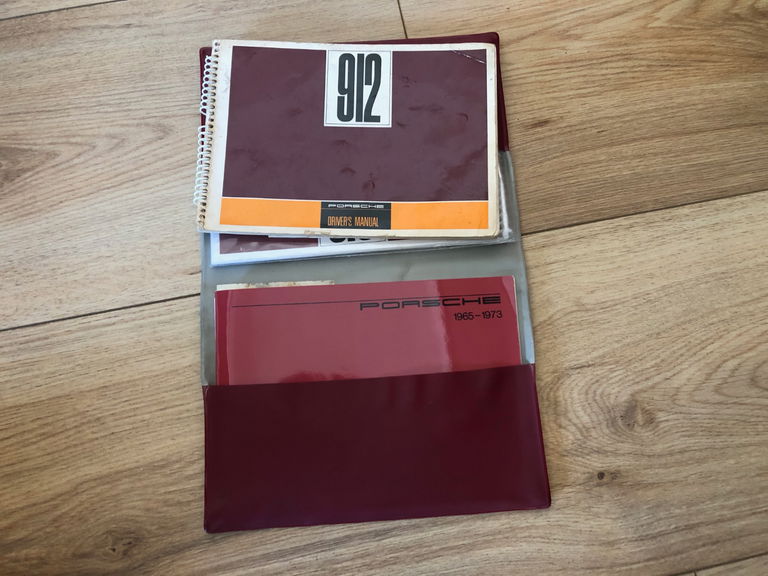 912
PORSCHE
DRIVER'S MANUAL
PORSCHE
1965-1973